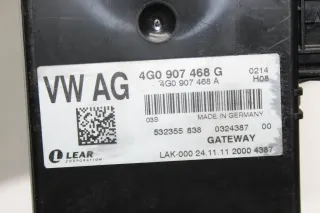 4G0 907 468 G
0214
VW AG
4G0 907 468 A
H08
039
MADE IN GERMANY
532355 838
0324387
00
LEAR
CORPORATION
GATEWAY
LAK-000 24.11.11 2000 4387